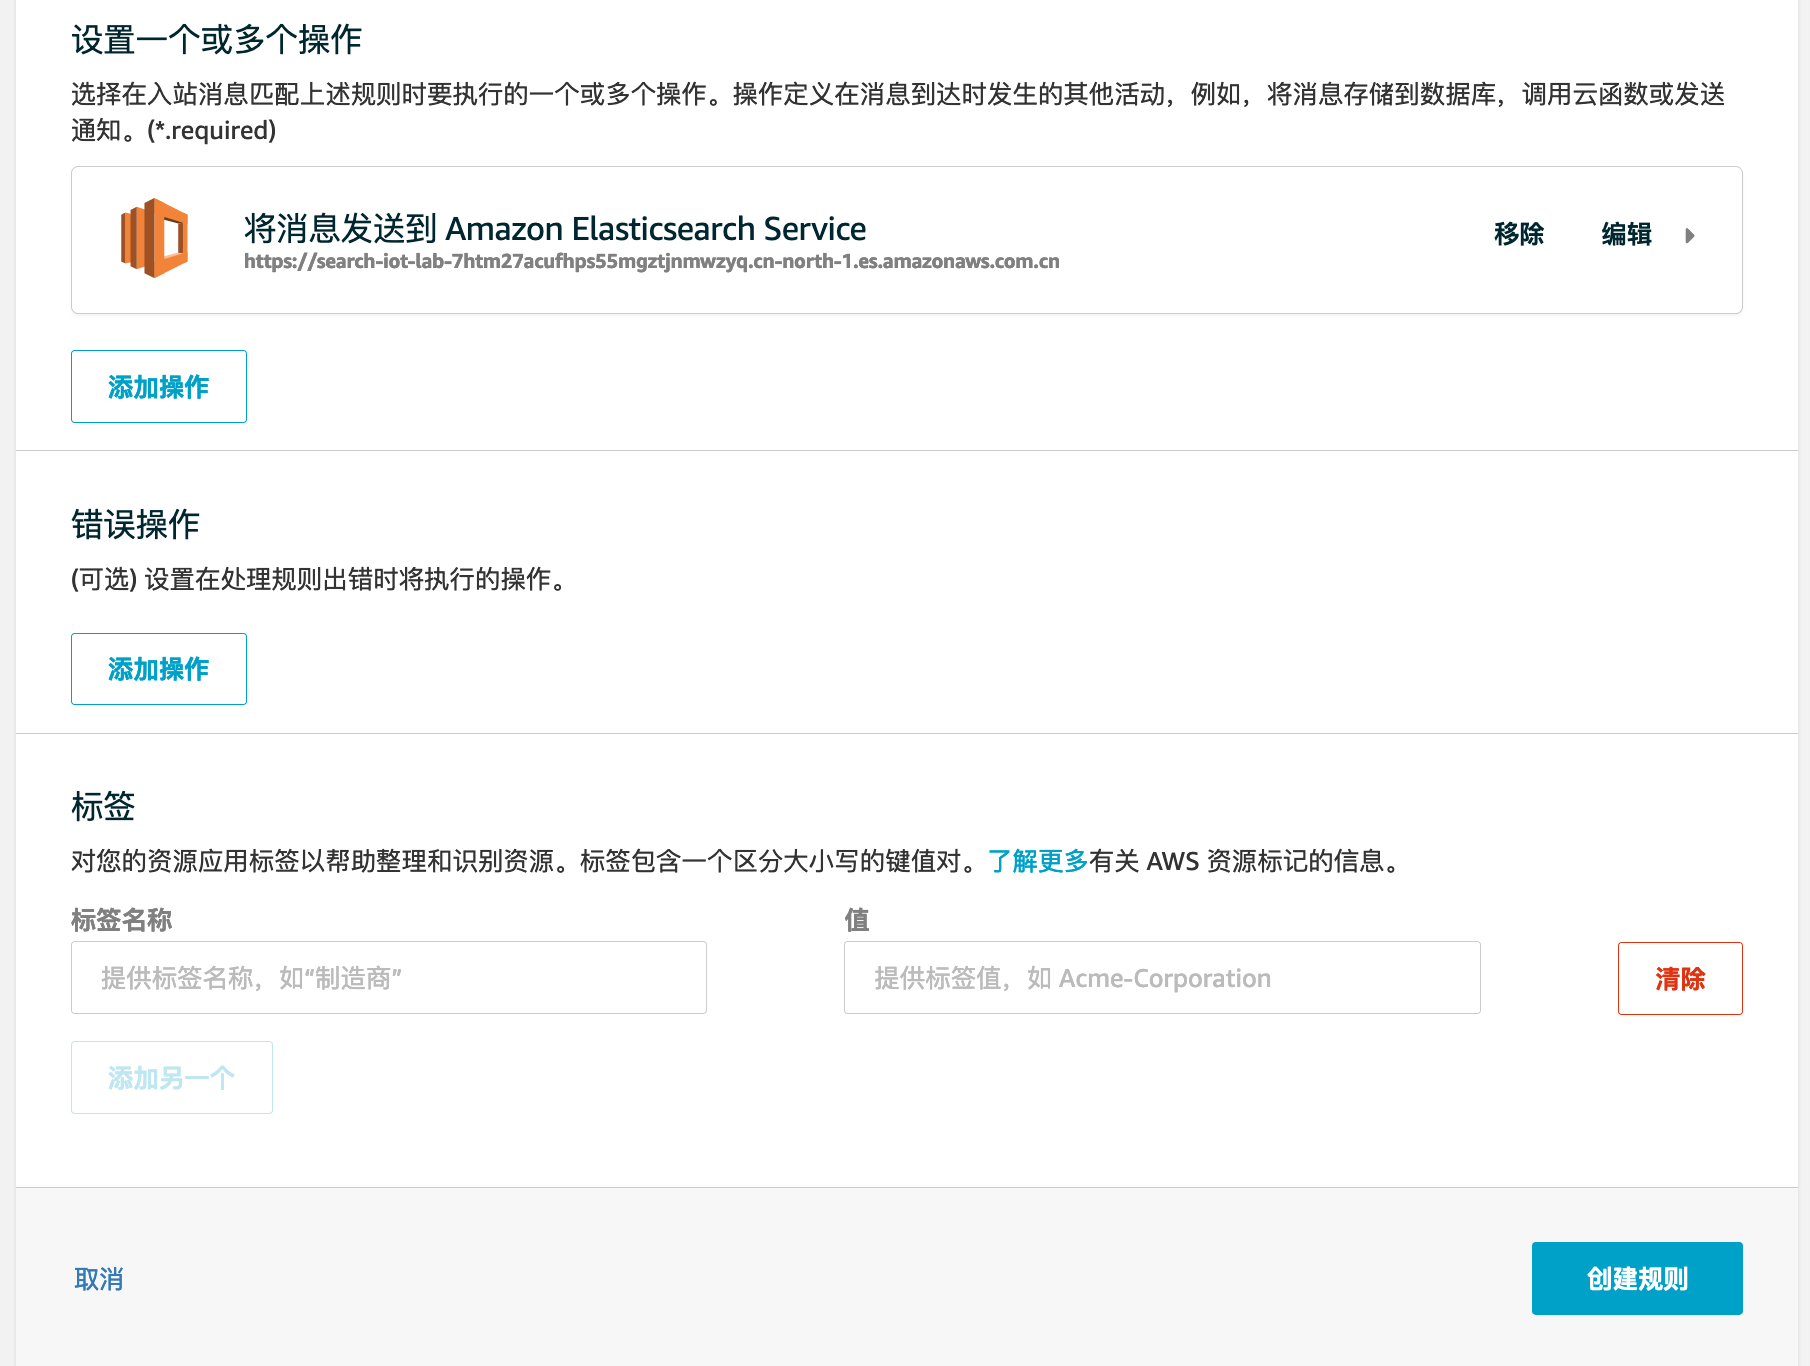 设置一个或多个操作
选择在入站消息匹配上述规则时要执行的一个或多个操作。操作定义在消息到达时发生的其他活动，例如，将消息存储到数据库，调用云函数或发送
通知。(*.required)
将消息发送到 Amazon Elasticsearch Service
移除 编辑
https://search-iot-lab-7htm27acufhps55mgztjnmwzyq.cn-north-1.es.amazonaws.com.cn
添加操作
错误操作
(可选) 设置在处理规则出错时将执行的操作。
添加操作
标签
对您的资源应用标签以帮助整理和识别资源。标签包含一个区分大小写的键值对。了解更多有关 AWS 资源标记的信息。
标签名称 值
提供标签名称，如“制造商” 提供标签值，如 Acme-Corporation 清除
添加另一个
取消 创建规则